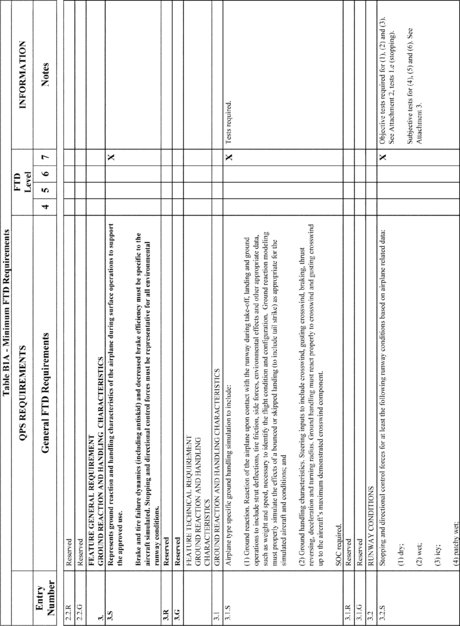 Table B1A - Minimum FTD Requirements
QPS REQUIREMENTS
FTD
Level
INFORMATION
Entry
Number
General FTD Requirements
4
5
6
7
Notes
2.2.R
Reserved
2.2.G
Reserved
3.
FEATURE GENERAL REQUIREMENT
GROUND REACTION AND HANDLING CHARACTERISTICS
3.S
Represents ground reaction and handling characteristics of the airplane during surface operations to support
the approved use.
X
Brake and tire failure dynamics (including antiskid) and decreased brake efficiency must be specific to the
aircraft simulated. Stopping and directional control forces must be representative for all environmental
runway conditions.
3.R
Reserved
3.G
Reserved
FEATURE TECHNICAL REQUIREMENT
GROUND REACTION AND HANDLING
CHARACTERISTICS
3.1
GROUND REACTION AND HANDLING CHARACTERISTICS
3.1.S
Airplane type specific ground handling simulation to include:
X
Tests required.
(1) Ground reaction. Reaction of the airplane upon contact with the runway during take-off, landing and ground
operations to include strut deflections, tire friction, side forces, environmental effects and other appropriate data,
such as weight and speed, necessary to identify the flight condition and configuration. Ground reaction modeling
must properly simulate the effects of a bounced or skipped landing (to include tail strike) as appropriate for the
simulated aircraft and conditions; and
(2) Ground handling characteristics. Steering inputs to include crosswind, gusting crosswind, braking, thrust
reversing, deceleration and turning radius. Ground handling must react properly to crosswind and gusting crosswind
up to the aircraft's maximum demonstrated crosswind component.
SOC required.
3.1.R
Reserved
3.1.G
Reserved
3.2
RUNWAY CONDITIONS
3.2.S
Stopping and directional control forces for at least the following runway conditions based on airplane related data:
X
Objective tests required for (1), (2) and (3).
See Attachment 2, tests 1.e (stopping).
(1) dry;
(2) wet;
Subjective tests for (4), (5) and (6). See
Attachment 3.
(3) icy;
(4) patchy wet;